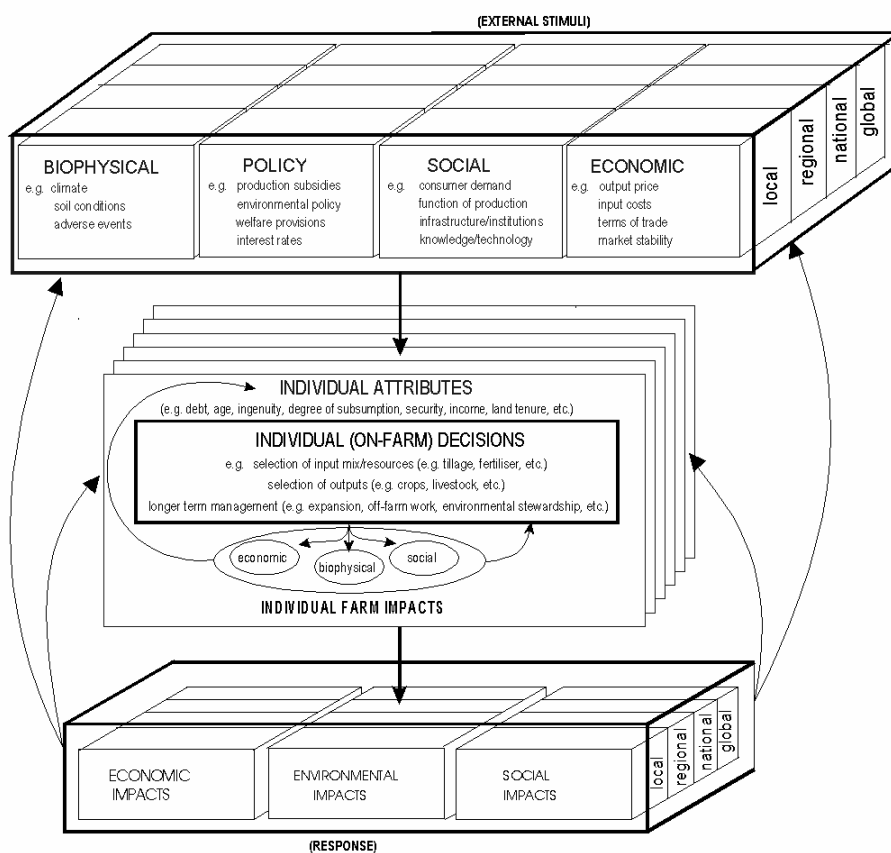 (EXTERNAL STIMULI)
BIOPHYSICAL
e.g. climate
soil conditions
adverse events
POLICY
e.g. production subsidies
environmental policy
welfare provisions
interest rates
SOCIAL
e.g. consumer demand
function of production
infrastructure/institutions
knowledge/technology
ECONOMIC
e.g. output price
input costs
terms of trade
market stability
local
regional
national
global
INDIVIDUAL ATTRIBUTES
(e.g. debt, age, ingenuity, degree of subsumption, security, income, land tenure, etc.)
INDIVIDUAL (ON-FARM) DECISIONS
e.g. selection of input mix/resources (e.g. tillage, fertiliser, etc.)
selection of outputs (e.g. crops, livestock, etc.)
longer term management (e.g. expansion, off-farm work, environmental stewardship, etc.)
economic
biophysical
social
INDIVIDUAL FARM IMPACTS
ECONOMIC
IMPACTS
ENVIRONMENTAL
IMPACTS
SOCIAL
IMPACTS
local
regional
national
global
(RESPONSE)